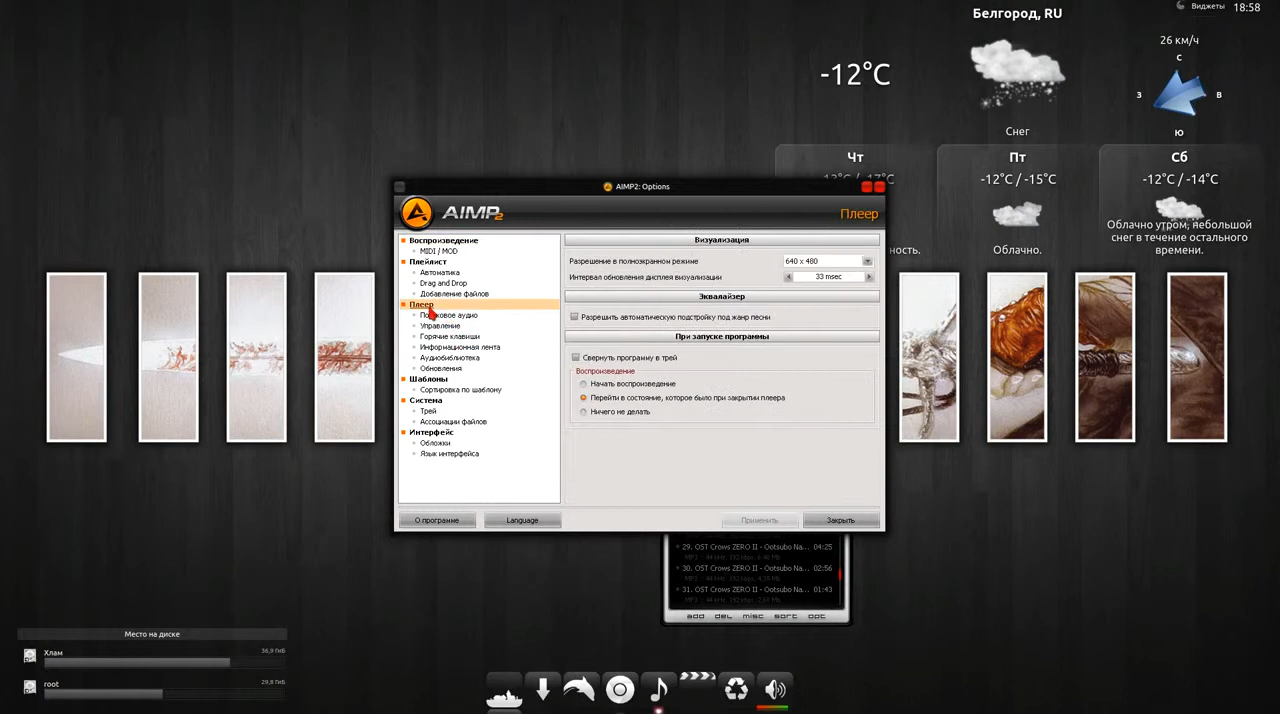 Белгород, RU
Виджеты
18:58
-12°C
26 км/ч
С
З
В
Ю
Снег
Чт
Пт
Сб
-12°C / -15°C
-12°C / -14°C
Облачно.
Облачно утром, небольшой
снег в течение остального
времени.
ность.
AIMP2: Options
AIMP2
Плеер
Воспроизведение
MIDI / MOD
Плейлист
Автоматика
Drag and Drop
Добавление файлов
Плеер
Потоковое аудио
Управление
Горячие клавиши
Информационная лента
Аудиобиблиотека
Обновления
Шаблоны
Сортировка по шаблону
Система
Трей
Ассоциации файлов
Интерфейс
Обложки
Язык интерфейса
Визуализация
Разрешение в полноэкранном режиме
640 x 480
Интервал обновления дисплея визуализации
33 msec
Эквалайзер
Разрешить автоматическую подстройку под жанр песни
При запуске программы
Свернуть программу в трей
Воспроизведение
Начать воспроизведение
Перейти в состояние, которое было при закрытии плеера
Ничего не делать
О программе
Language
Применить
Закрыть
29. OST Crows ZERO II - Ootsubo Na... 04:25
30. OST Crows ZERO II - Ootsubo Na... 02:56
31. OST Crows ZERO II - Ootsubo Na... 01:43
add del misc sort opt
Место на диске
Хлам
36,9 ГиБ
root
29,8 ГиБ